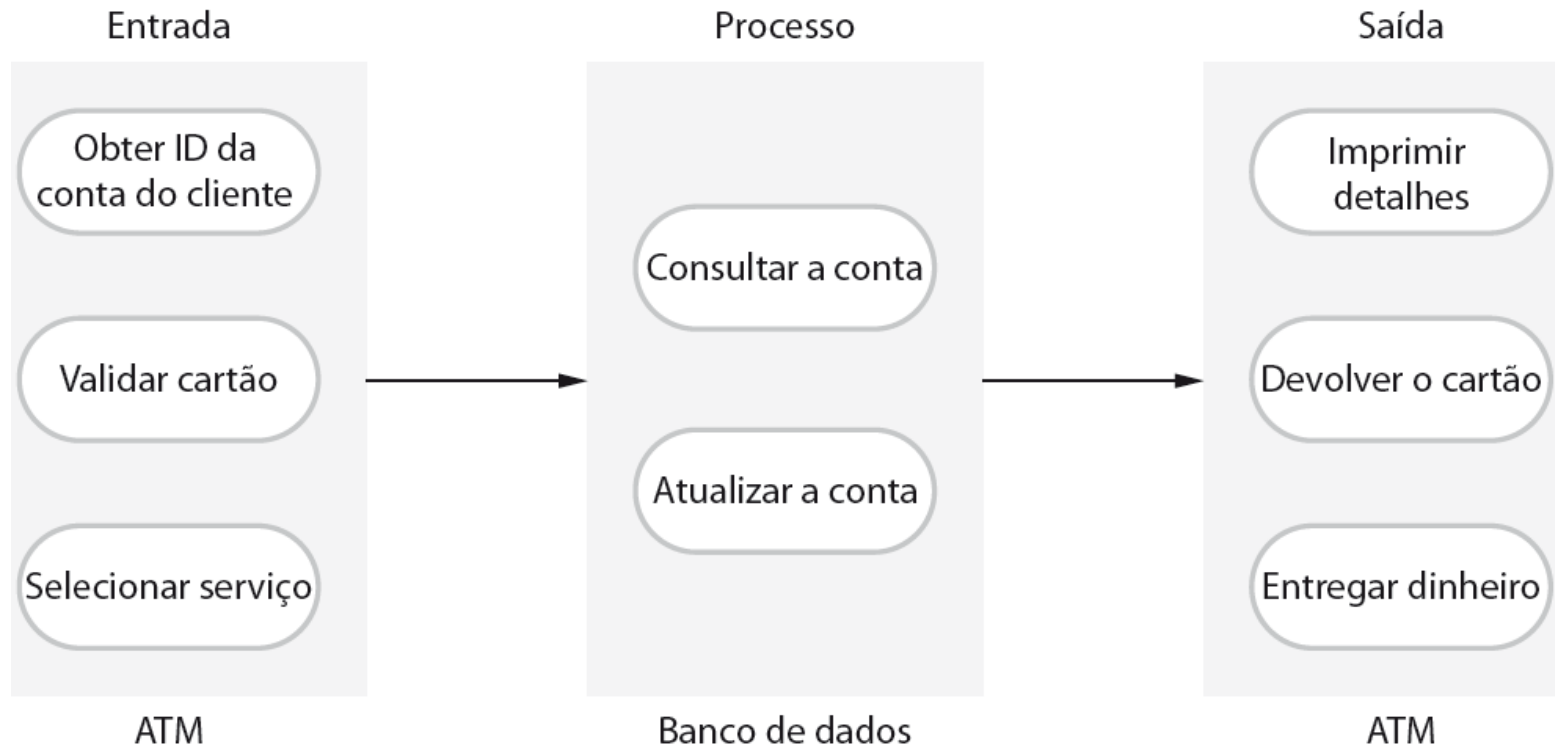 Entrada
Processo
Saída
Obter ID da
conta do cliente
Validar cartão
Selecionar serviço
Consultar a conta
Atualizar a conta
Imprimir
detalhes
Devolver o cartão
Entregar dinheiro
ATM
Banco de dados
ATM